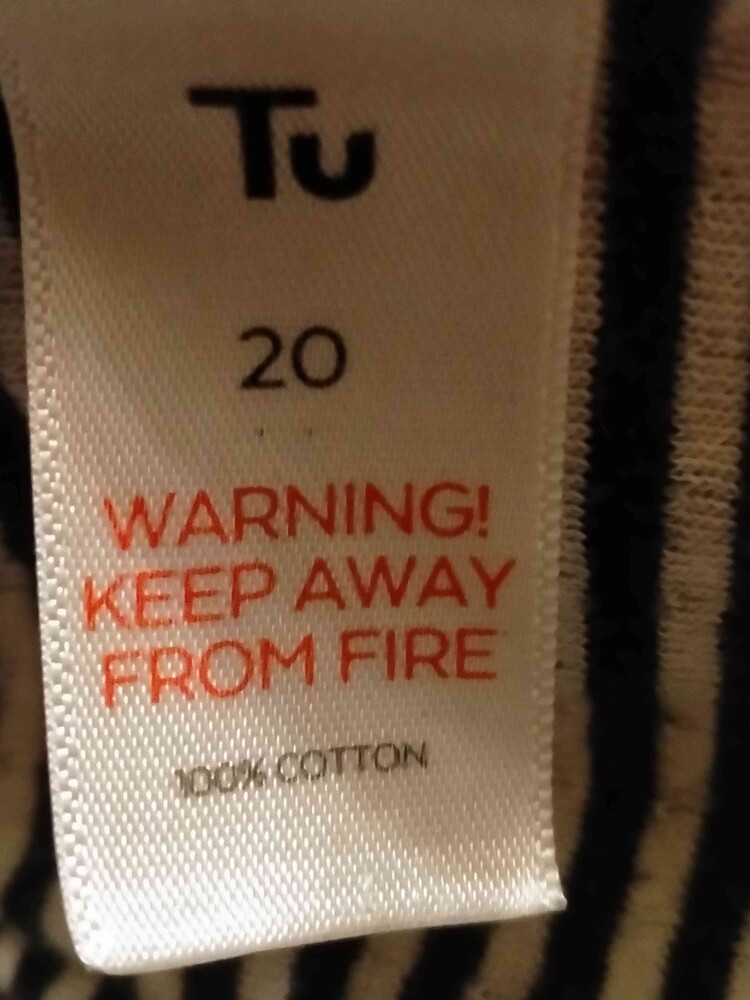 Tu
20
WARNING!
KEEP AWAY
FROM FIRE
100% COTTON